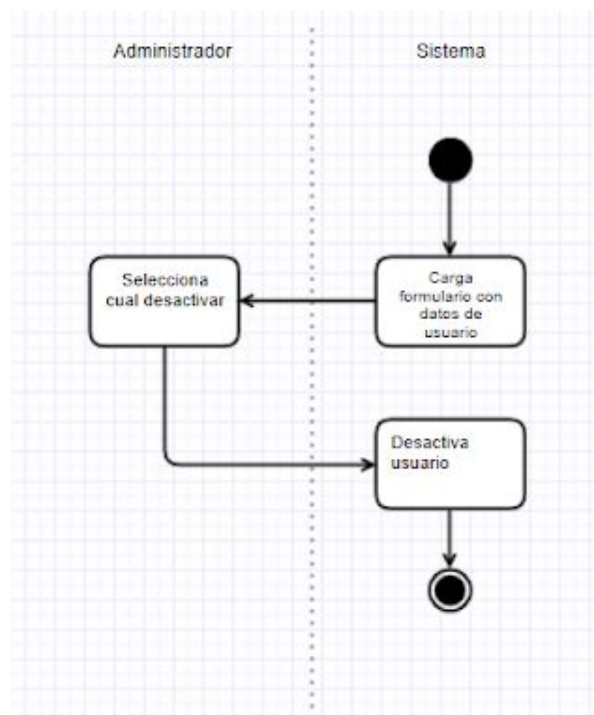 Administrador
Sistema
Selecciona
cual desactivar
Carga
formulario con
datos de
usuario
Desactiva
usuario